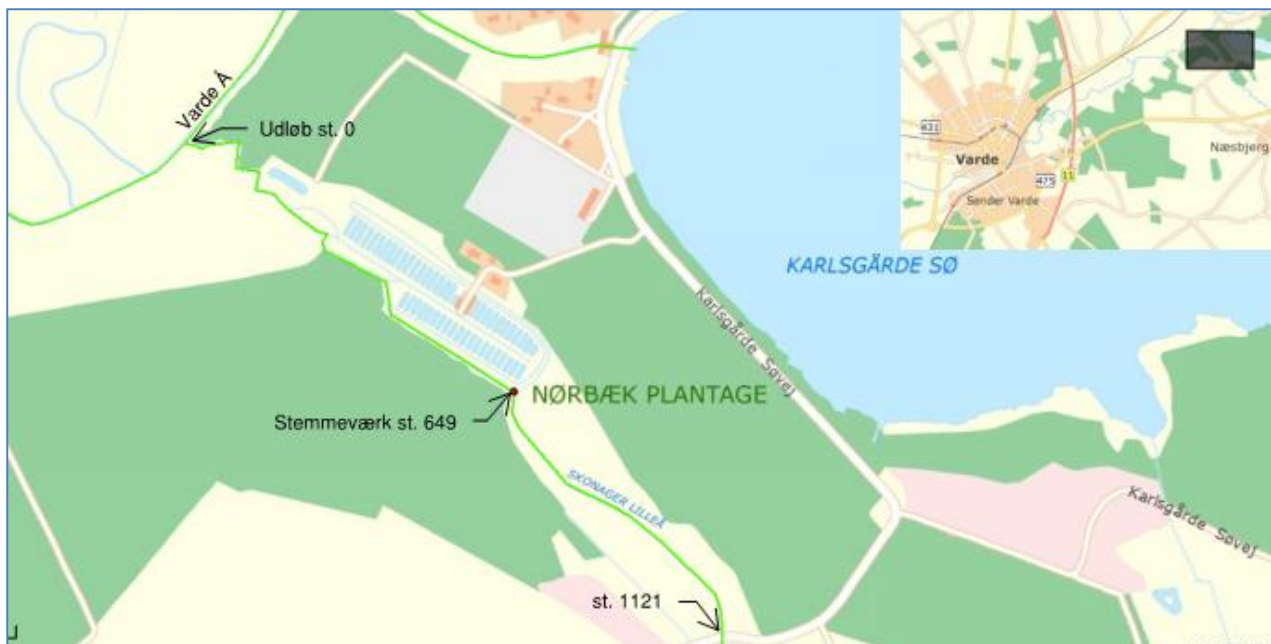 Varde Å
Udløb st. 0
631
Varde
Næsbjerg
475
11
Sønder Varde
KARLSGÅRDE SØ
Karlsgårde Søvej
NØRBÆK PLANTAGE
Stemmeværk st. 649
SKONAGER LILLEÅ
Karlsgårde Søvej
st. 1121